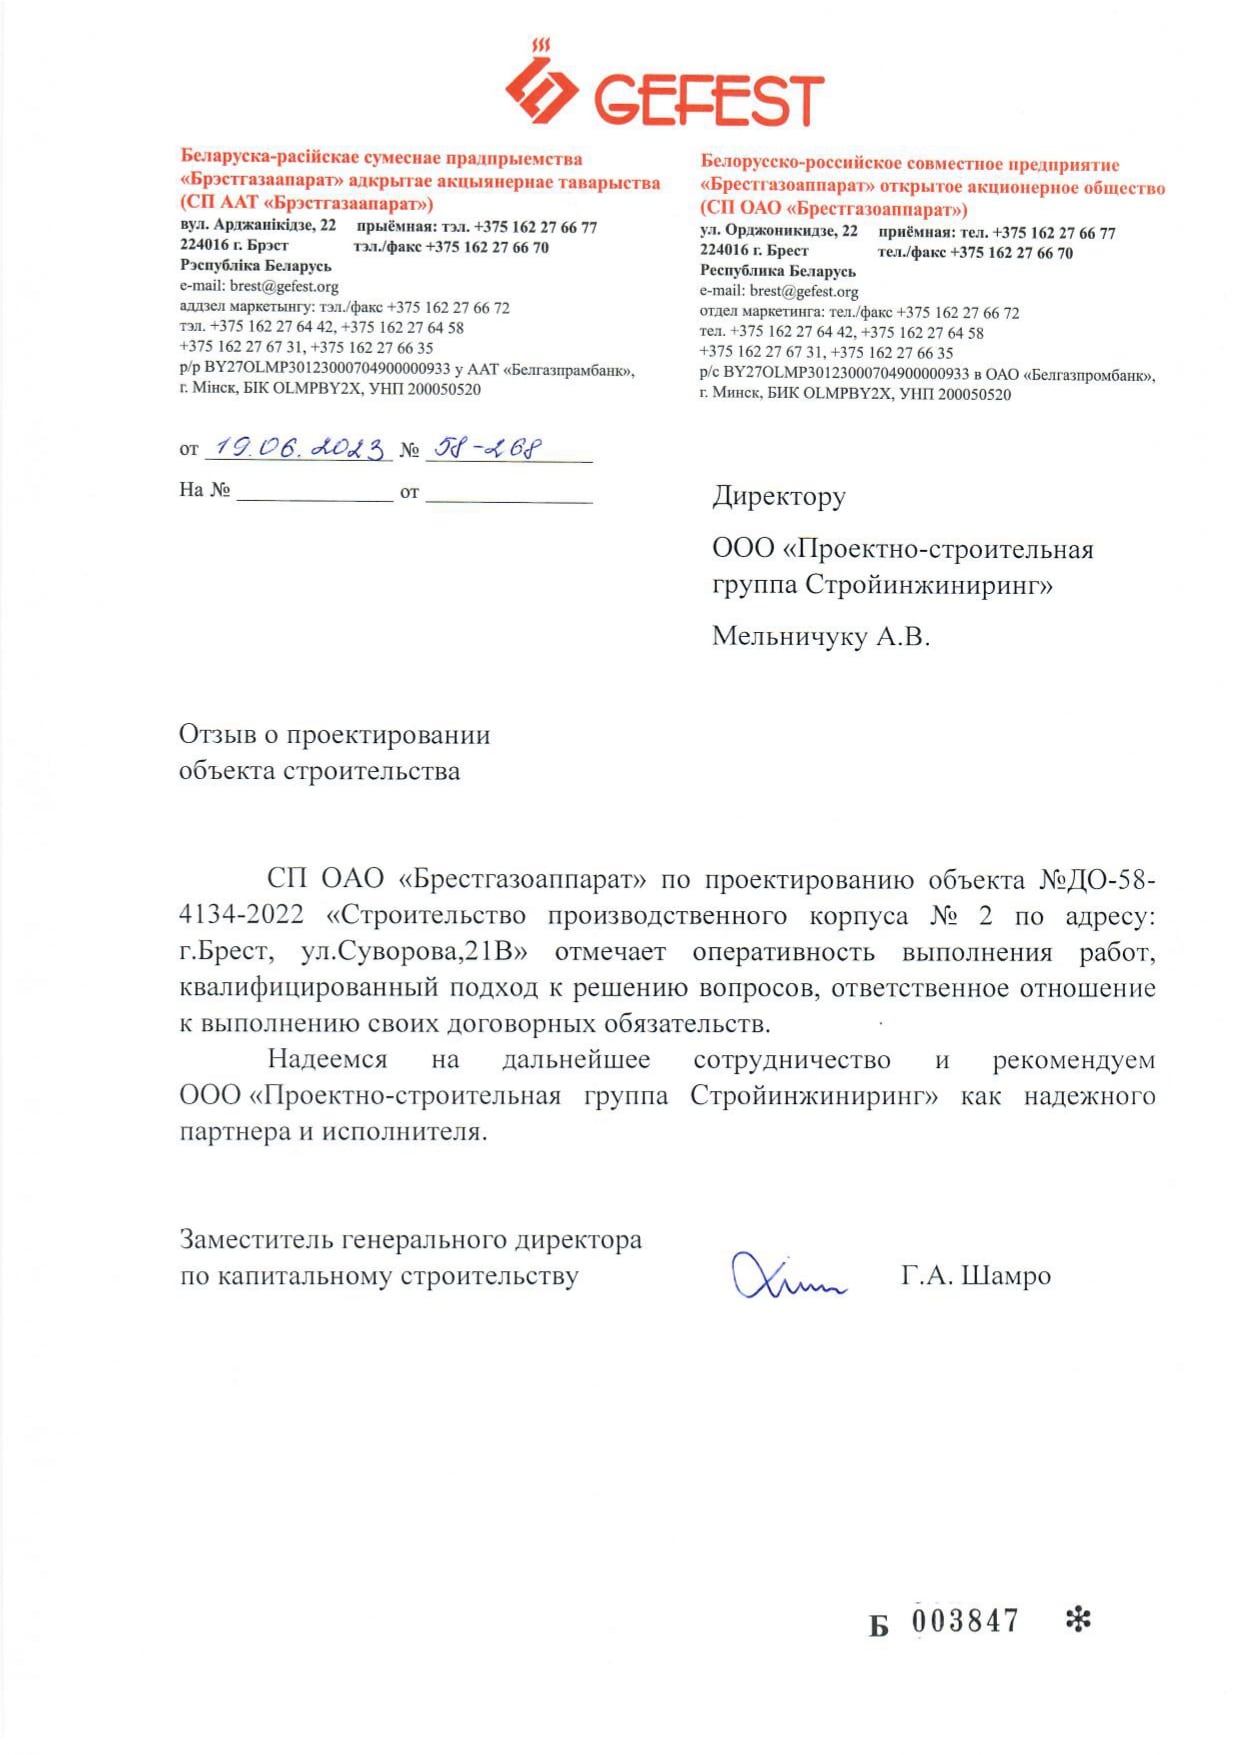 GEFEST
Беларуска-расійскае сумеснае прадпрыемства
«Брэстгазаапарат» адкрытае акцыянернае таварыства
(СП ААТ «Брэстгазаапарат»)
вул. Арджанікідзе, 22 прыёмная: тэл. +375 162 27 66 77
224016 г. Брэст тэл./факс +375 162 27 66 70
Рэспубліка Беларусь
e-mail: brest@gefest.org
аддзел маркетынгу: тэл./факс +375 162 27 66 72
тэл. +375 162 27 64 42, +375 162 27 64 58
+375 162 27 67 31, +375 162 27 66 35
р/р BY27OLMP30123000704900000933 у ААТ «Белгазпрамбанк»,
г. Мінск, БІК OLMPBY2X, УНП 200050520
Белорусско-российское совместное предприятие
«Брестгазоаппарат» открытое акционерное общество
(СП ОАО «Брестгазоаппарат»)
ул. Орджоникидзе, 22 приёмная: тел. +375 162 27 66 77
224016 г. Брест тел./факс +375 162 27 66 70
Республика Беларусь
e-mail: brest@gefest.org
отдел маркетинга: тел./факс +375 162 27 66 72
тел. +375 162 27 64 42, +375 162 27 64 58
+375 162 27 67 31, +375 162 27 66 35
р/с BY27OLMP30123000704900000933 в ОАО «Белгазпромбанк»,
г. Минск, БИК OLMPBY2X, УНП 200050520
от 19.06.2023 № 58-268
На № от
Директору
ООО «Проектно-строительная
группа Стройинжиниринг»
Мельничуку А.В.
Отзыв о проектировании
объекта строительства
СП ОАО «Брестгазоаппарат» по проектированию объекта №ДО-58-
4134-2022 «Строительство производственного корпуса № 2 по адресу:
г.Брест, ул.Суворова,21В» отмечает оперативность выполнения работ,
квалифицированный подход к решению вопросов, ответственное отношение
к выполнению своих договорных обязательств.
Надеемся на дальнейшее сотрудничество и рекомендуем
ООО «Проектно-строительная группа Стройинжиниринг» как надежного
партнера и исполнителя.
Заместитель генерального директора
по капитальному строительству Г.А. Шамро
Б 003847 *